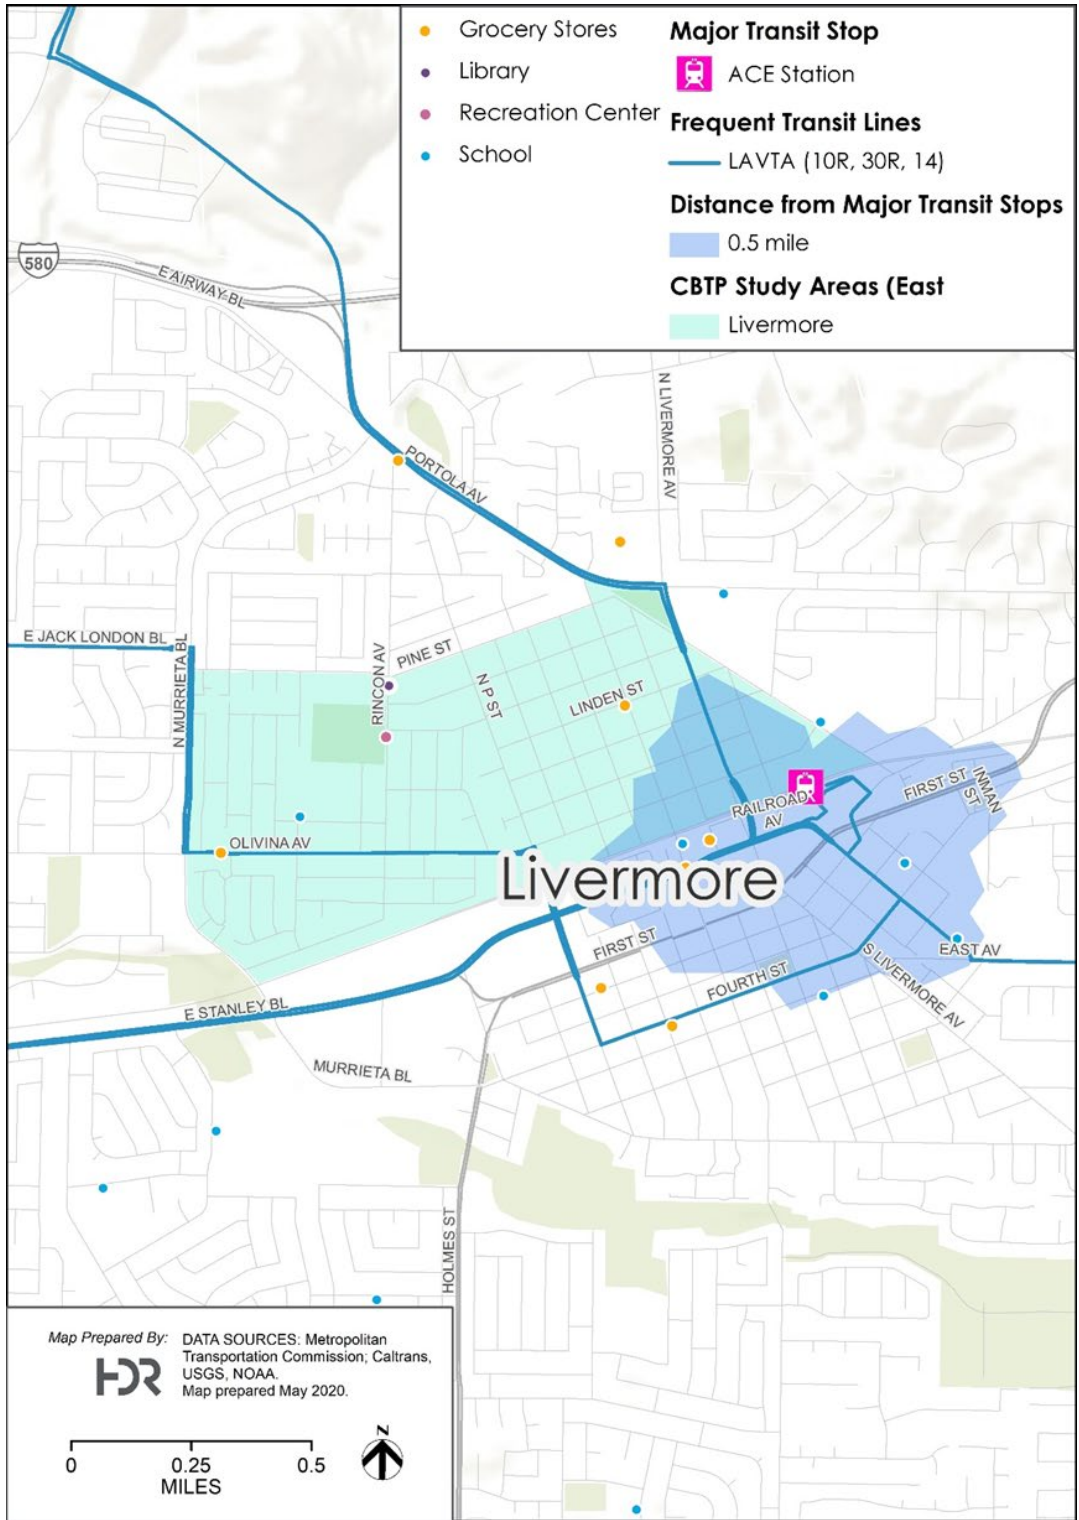 Grocery Stores
Library
Recreation Center
School
Major Transit Stop
ACE Station
Frequent Transit Lines
LAVTA (10R, 30R, 14)
Distance from Major Transit Stops
0.5 mile
CBTP Study Areas (East
Livermore
580
E AIRWAY BL
N LIVERMORE AV
PORTOLA AV
E JACK LONDON BL
N MURRIETA BL
RINCON AV
PINE ST
N P ST
LINDEN ST
RAILROAD
AV
FIRST ST
INMAN
ST
OLIVINA AV
Livermore
FIRST ST
EAST AV
FOURTH ST
S LIVERMORE AV
E STANLEY BL
MURRIETA BL
HOLMES ST
Map Prepared By:
HDR
DATA SOURCES: Metropolitan
Transportation Commission; Caltrans,
USGS, NOAA.
Map prepared May 2020.
N
0 0.25 0.5
MILES